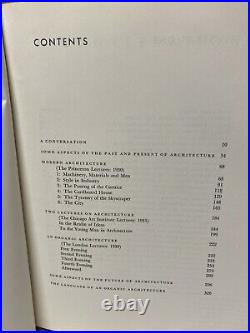 CONTENTS
A CONVERSATION
SOME ASPECTS OF THE PAST AND PRESENT OF ARCHITECTURE
MODERN ARCHITECTURE 68
(The Princeton Lectures: 1930)
1: Machinery, Materials and Men 68
2: Style in Industry
3: The Passing of the Cornice
4: The Cardboard House
5: The Tyranny of the Skyscraper
6: The City
TWO LECTURES ON ARCHITECTURE 184
(The Chicago Art Institute Lectures: 1931)
In the Realm of Ideas 184
To the Young Man in Architecture
AN ORGANIC ARCHITECTURE 222
(The London Lectures: 1939)
First Evening
Second Evening
Third Evening
Fourth Evening
Afterword
SOME ASPECTS OF THE FUTURE OF ARCHITECTURE
THE LANGUAGE OF AN ORGANIC ARCHITECTURE